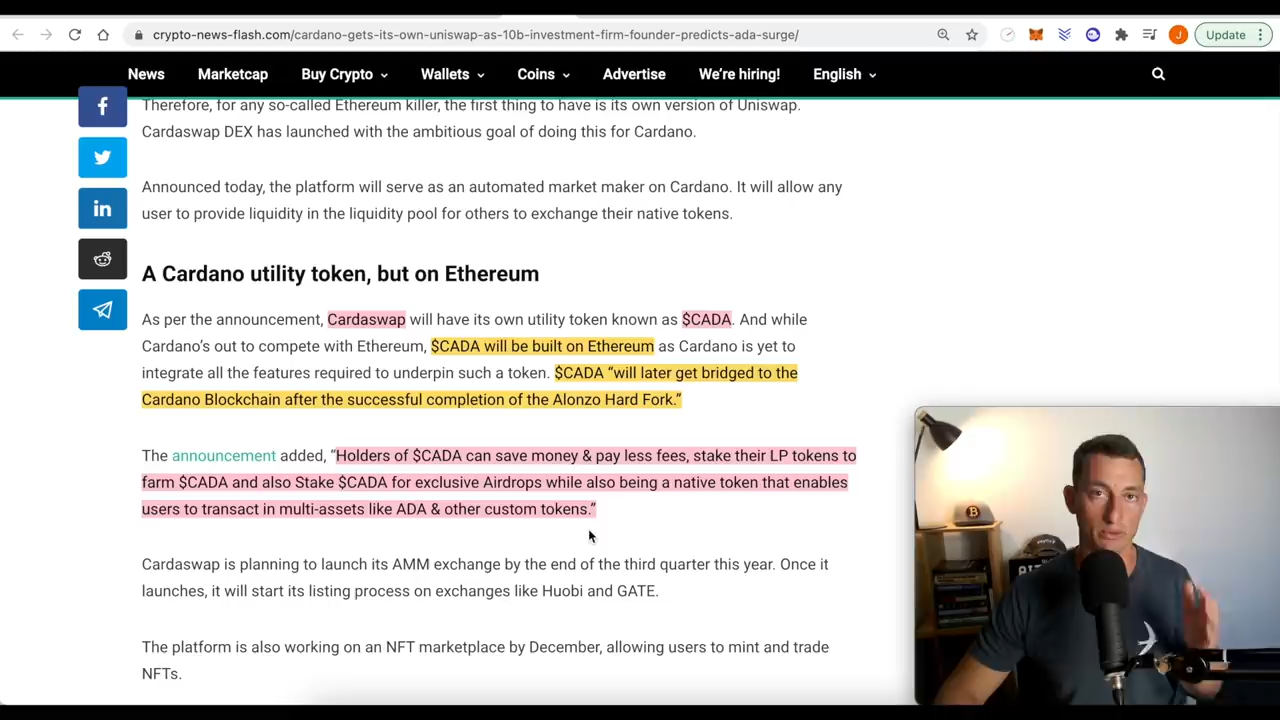 crypto-news-flash.com/cardano-gets-its-own-uniswap-as-10b-investment-firm-founder-predicts-ada-surge/
J
Update
News
Marketcap
Buy Crypto
Wallets
Coins
Advertise
We're hiring!
English
Therefore, for any so-called Ethereum killer, the first thing to have is its own version of Uniswap.
Cardaswap DEX has launched with the ambitious goal of doing this for Cardano.
Announced today, the platform will serve as an automated market maker on Cardano. It will allow any
user to provide liquidity in the liquidity pool for others to exchange their native tokens.
A Cardano utility token, but on Ethereum
As per the announcement, Cardaswap will have its own utility token known as $CADA. And while
Cardano's out to compete with Ethereum, $CADA will be built on Ethereum as Cardano is yet to
integrate all the features required to underpin such a token. $CADA “will later get bridged to the
Cardano Blockchain after the successful completion of the Alonzo Hard Fork.”
The announcement added, “Holders of $CADA can save money & pay less fees, stake their LP tokens to
farm $CADA and also Stake $CADA for exclusive Airdrops while also being a native token that enables
users to transact in multi-assets like ADA & other custom tokens.”
Cardaswap is planning to launch its AMM exchange by the end of the third quarter this year. Once it
launches, it will start its listing process on exchanges like Huobi and GATE.
The platform is also working on an NFT marketplace by December, allowing users to mint and trade
NFTs.